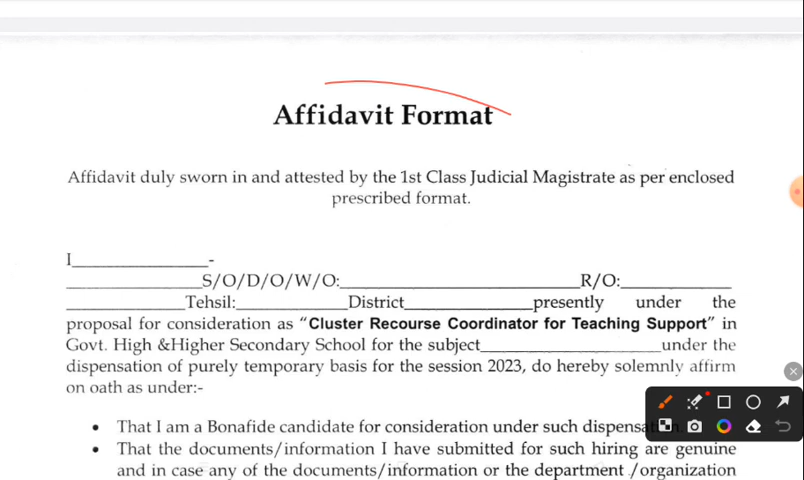 Affidavit Format
Affidavit duly sworn in and attested by the 1st Class Judicial Magistrate as per enclosed
prescribed format.
I_______________-
_______________S/O/D/O/W/O:__________________________R/O:____________
_____________Tehsil:____________District______________presently under the
proposal for consideration as “Cluster Recourse Coordinator for Teaching Support” in
Govt. High &Higher Secondary School for the subject____________________under the
dispensation of purely temporary basis for the session 2023, do hereby solemnly affirm
on oath as under:-
• That I am a Bonafide candidate for consideration under such
• That the documents/information I have submitted for such hiring are genuine
and in case any of the documents/information or the department /organization